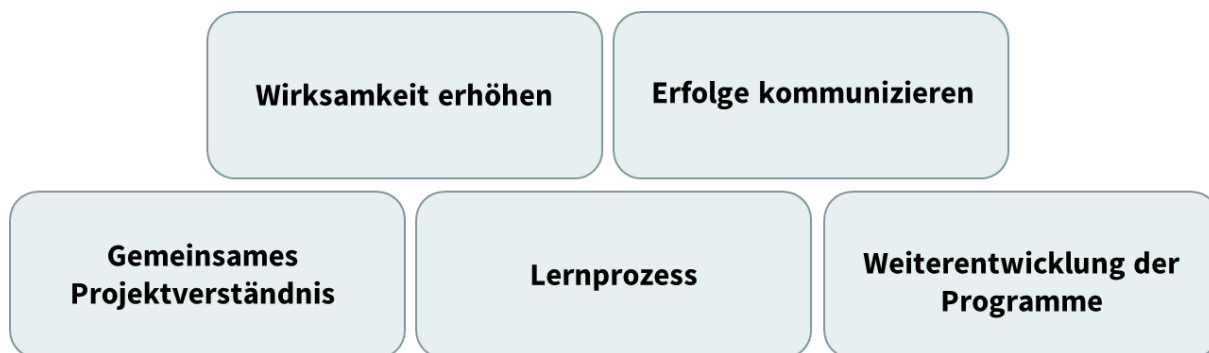 Wirksamkeit erhöhen
Erfolge kommunizieren
Gemeinsames
Projektverständnis
Lernprozess
Weiterentwicklung der
Programme